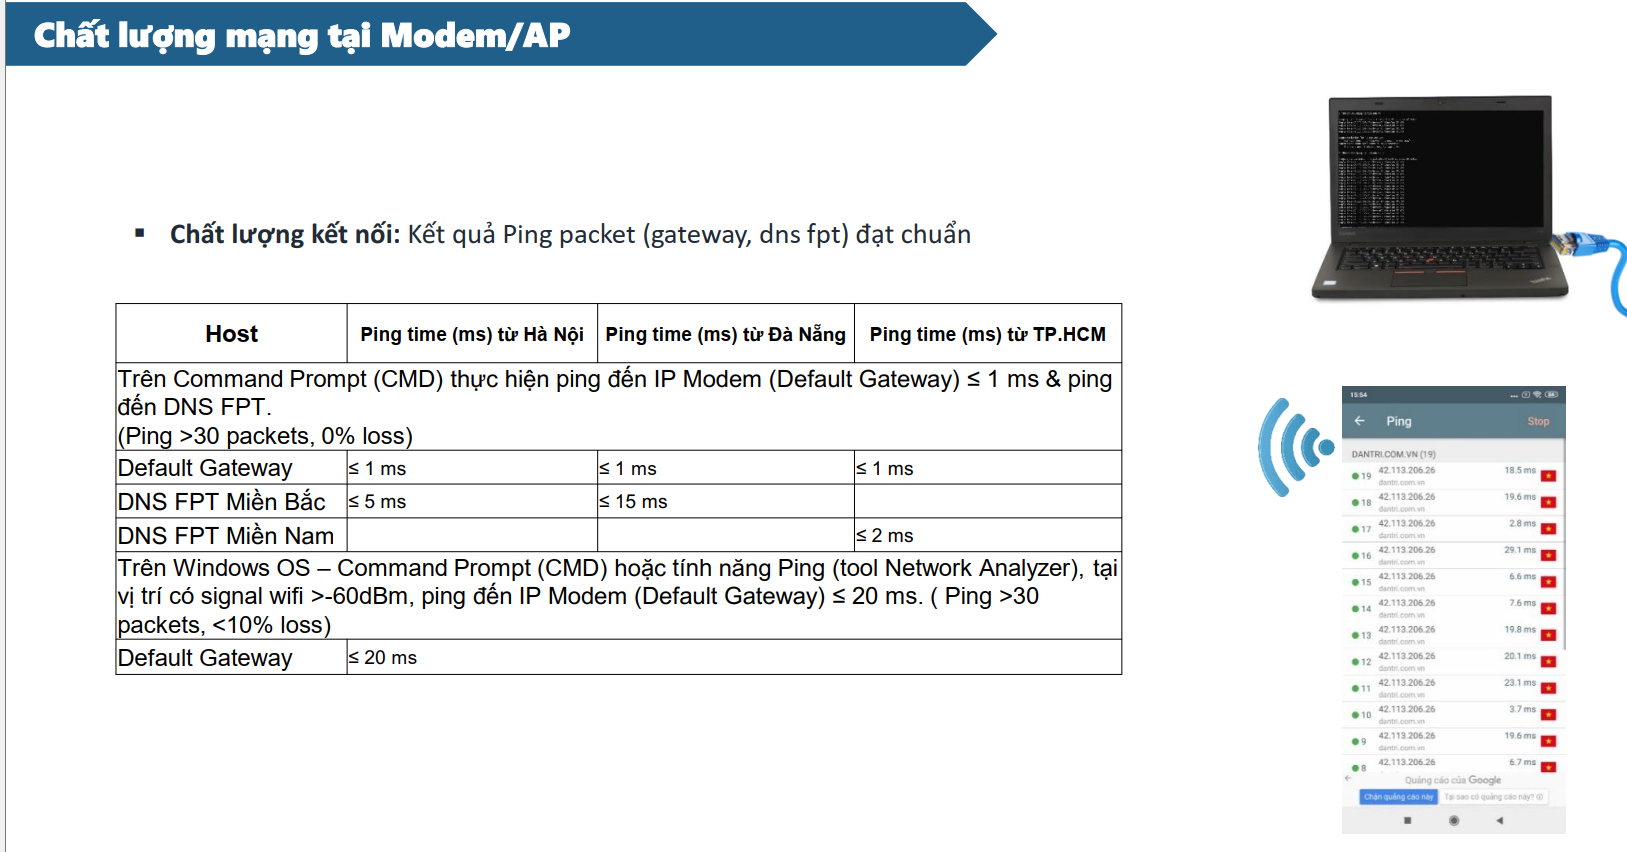 Chất lượng mạng tại Modem/AP
▪ Chất lượng kết nối: Kết quả Ping packet (gateway, dns fpt) đạt chuẩn
Host Ping time (ms) từ Hà Nội Ping time (ms) từ Đà Nẵng Ping time (ms) từ TP.HCM
Trên Command Prompt (CMD) thực hiện ping đến IP Modem (Default Gateway) ≤ 1 ms & ping
đến DNS FPT.
(Ping >30 packets, 0% loss)
Default Gateway ≤ 1 ms ≤ 1 ms ≤ 1 ms
DNS FPT Miền Bắc ≤ 5 ms ≤ 15 ms
DNS FPT Miền Nam ≤ 2 ms
Trên Windows OS – Command Prompt (CMD) hoặc tính năng Ping (tool Network Analyzer), tại
vị trí có signal wifi >-60dBm, ping đến IP Modem (Default Gateway) ≤ 20 ms. ( Ping >30
packets, <10% loss)
Default Gateway ≤ 20 ms
15:54
Ping Stop
DANTRI.COM.VN (19)
19 42.113.206.26 18.5 ms
dantri.com.vn
18 42.113.206.26 19.6 ms
dantri.com.vn
17 42.113.206.26 2.8 ms
dantri.com.vn
16 42.113.206.26 29.1 ms
dantri.com.vn
15 42.113.206.26 6.6 ms
dantri.com.vn
14 42.113.206.26 7.6 ms
dantri.com.vn
13 42.113.206.26 19.8 ms
dantri.com.vn
12 42.113.206.26 20.1 ms
dantri.com.vn
11 42.113.206.26 23.1 ms
dantri.com.vn
10 42.113.206.26 3.7 ms
dantri.com.vn
9 42.113.206.26 19.6 ms
dantri.com.vn
8 42.113.206.26 6.7 ms
Quảng cáo của Google
Chặn quảng cáo này Tại sao có quảng cáo này?